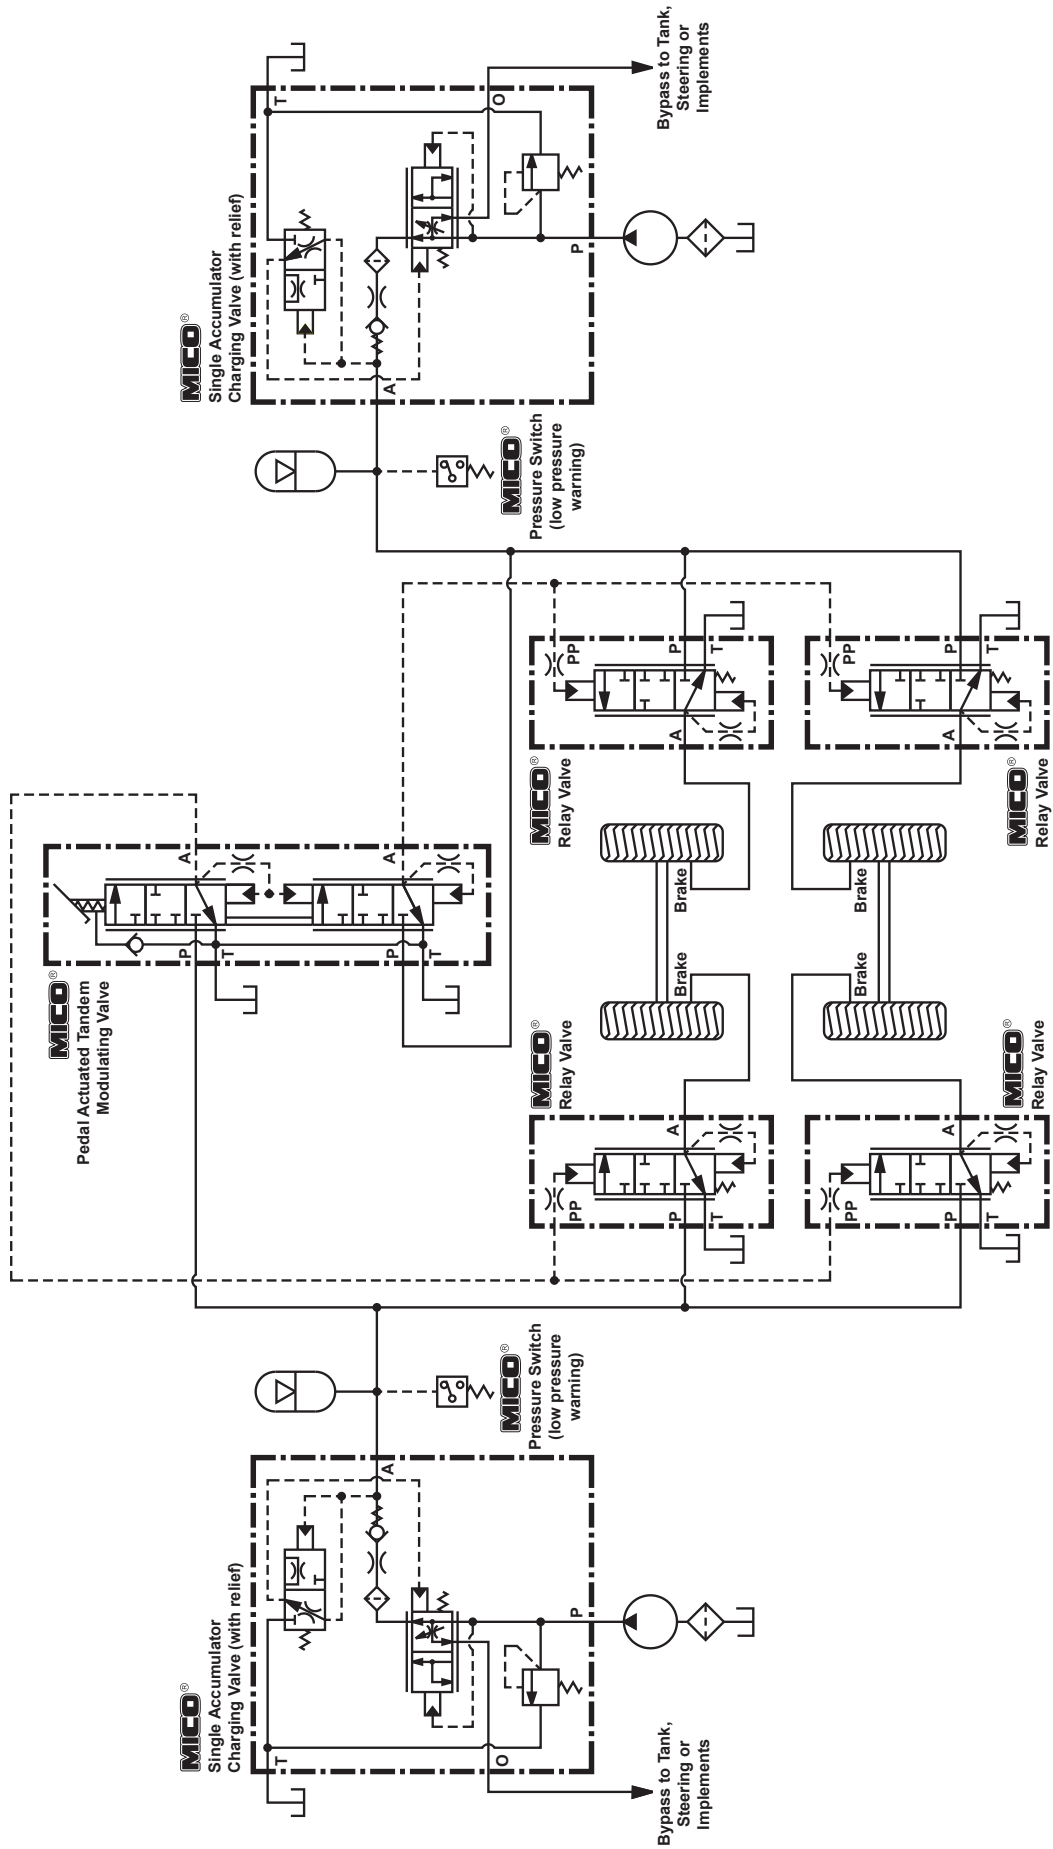 MICO®
Single Accumulator
Charging Valve (with relief)
T
A
O
P
Bypass to Tank,
Steering or
Implements
MICO®
Pressure Switch
(low pressure
warning)
MICO®
Pedal Actuated Tandem
Modulating Valve
P
T
A
P
T
A
MICO®
Relay Valve
PP
P
T
A
MICO®
Relay Valve
PP
P
T
A
Brake
Brake
Brake
Brake
MICO®
Relay Valve
PP
P
T
A
MICO®
Relay Valve
PP
P
T
A
MICO®
Pressure Switch
(low pressure
warning)
MICO®
Single Accumulator
Charging Valve (with relief)
T
A
O
P
Bypass to Tank,
Steering or
Implements